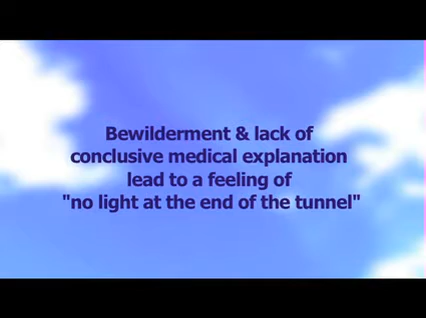 Bewilderment & lack of
conclusive medical explanation
lead to a feeling of
"no light at the end of the tunnel"